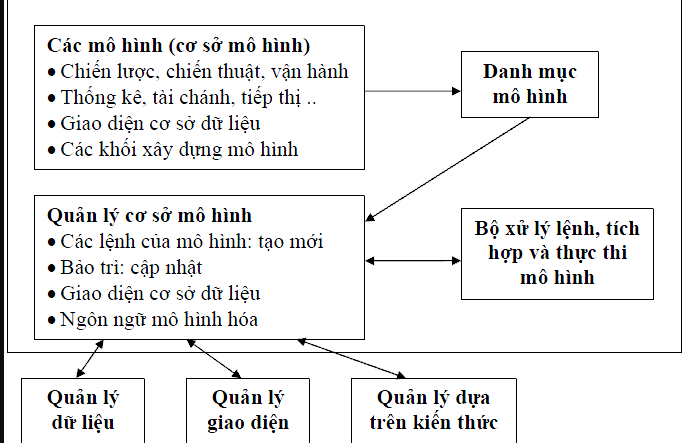 Các mô hình (cơ sở mô hình)
• Chiến lược, chiến thuật, vận hành
• Thống kê, tài chánh, tiếp thị ..
• Giao diện cơ sở dữ liệu
• Các khối xây dựng mô hình
Danh mục
mô hình
Quản lý cơ sở mô hình
• Các lệnh của mô hình: tạo mới
• Bảo trì: cập nhật
• Giao diện cơ sở dữ liệu
• Ngôn ngữ mô hinh hóa
Bộ xử lý lệnh, tích
hợp và thực thi
mô hình
Quản lý
dữ liệu
Quản lý
giao diện
Quản lý dựa
trên kiến thức